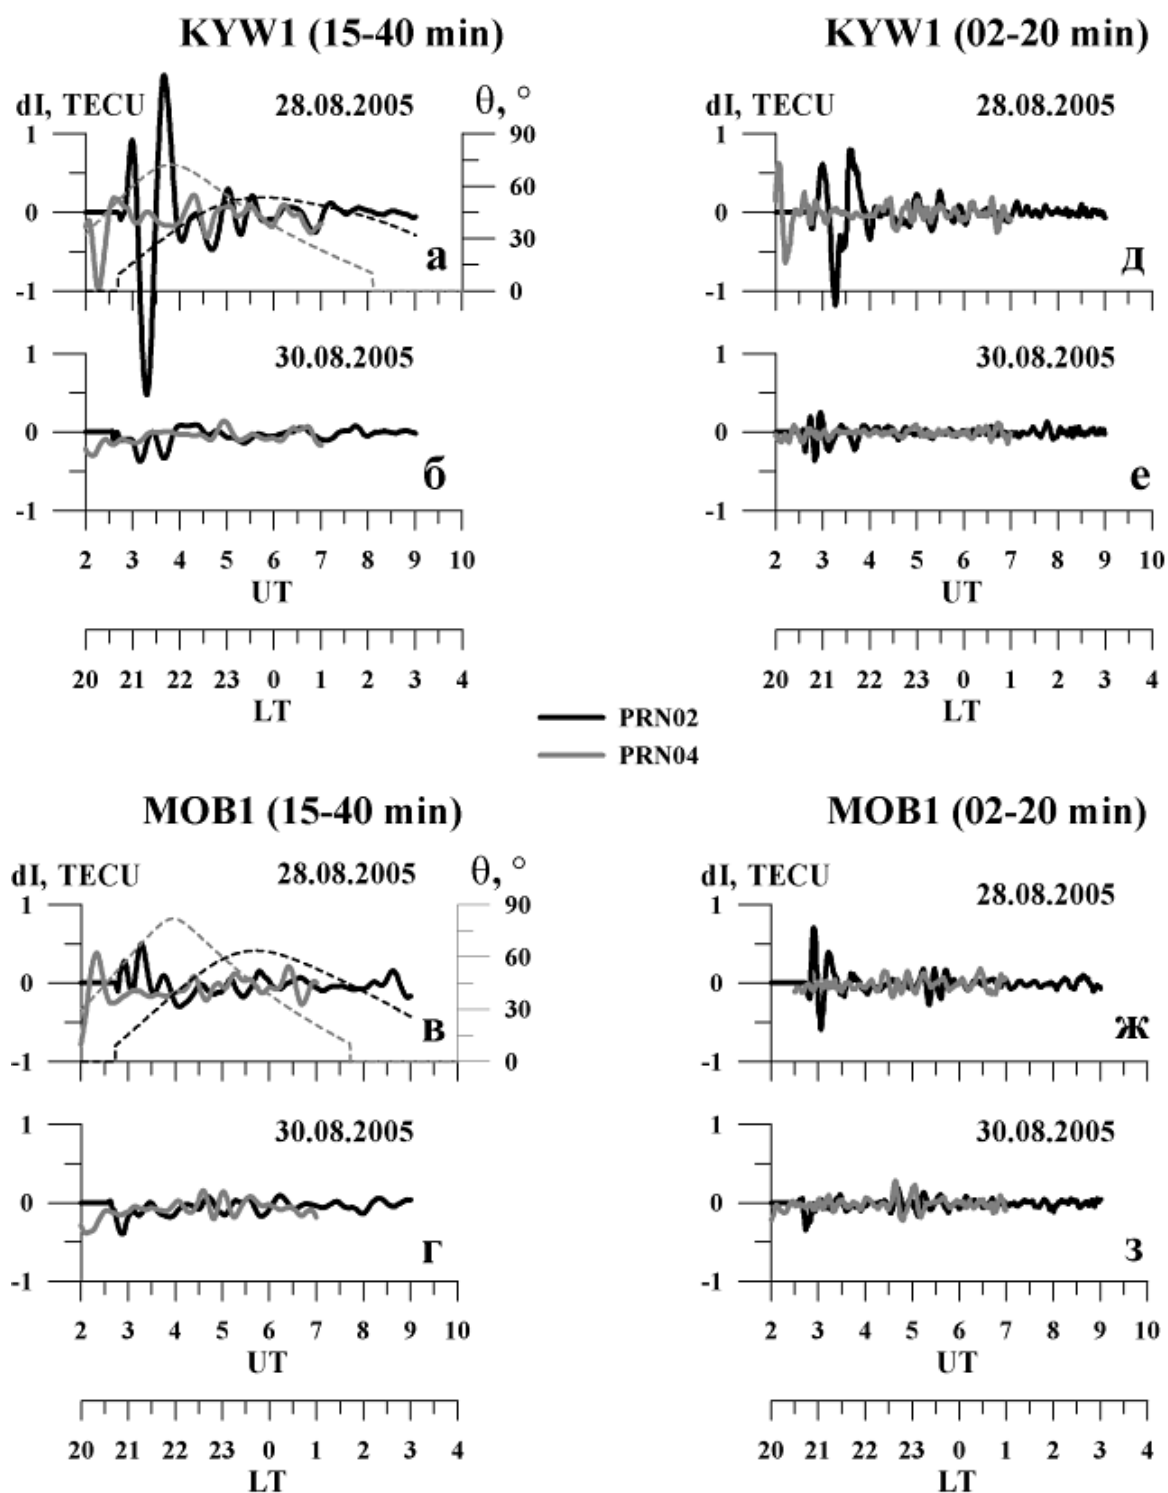 KYW1 (15-40 min)
KYW1 (02-20 min)
dI, TECU
28.08.2005
θ, °
dI, TECU
28.08.2005
1
90
1
60
0
0
30
а
д
-1
0
-1
1
30.08.2005
1
30.08.2005
0
0
б
е
-1
-1
2 3 4 5 6 7 8 9 10
2 3 4 5 6 7 8 9 10
UT
UT
20 21 22 23 0 1 2 3 4
20 21 22 23 0 1 2 3 4
LT
LT
PRN02
PRN04
MOB1 (15-40 min)
MOB1 (02-20 min)
dI, TECU
28.08.2005
θ, °
dI, TECU
28.08.2005
1
90
1
60
0
0
30
в
ж
-1
0
-1
1
30.08.2005
1
30.08.2005
0
0
г
з
-1
-1
2 3 4 5 6 7 8 9 10
2 3 4 5 6 7 8 9 10
UT
UT
20 21 22 23 0 1 2 3 4
20 21 22 23 0 1 2 3 4
LT
LT